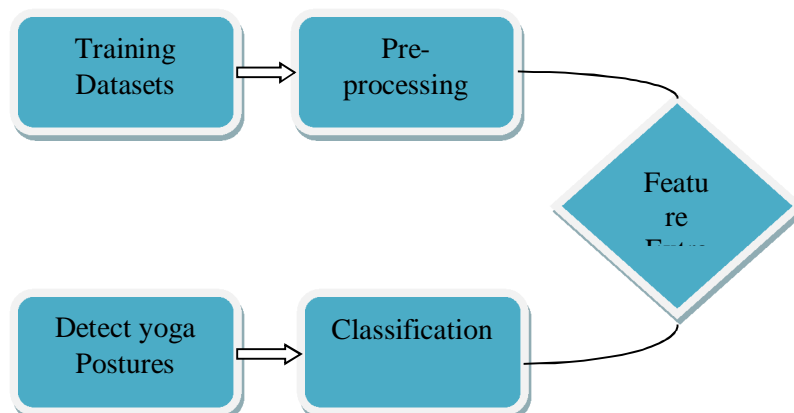 Training
Datasets
Pre-
processing
Featu
re
Detect yoga
Postures
Classification